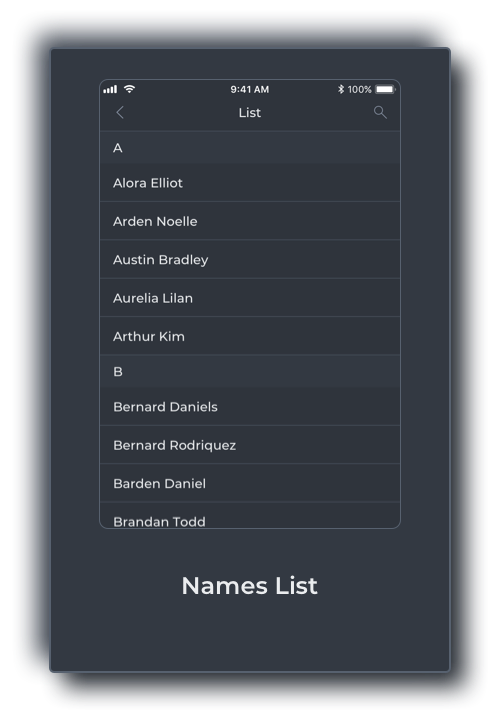 9:41 AM 100%
List
A
Alora Elliot
Arden Noelle
Austin Bradley
Aurelia Lilan
Arthur Kim
B
Bernard Daniels
Bernard Rodriquez
Barden Daniel
Brandan Todd
Names List